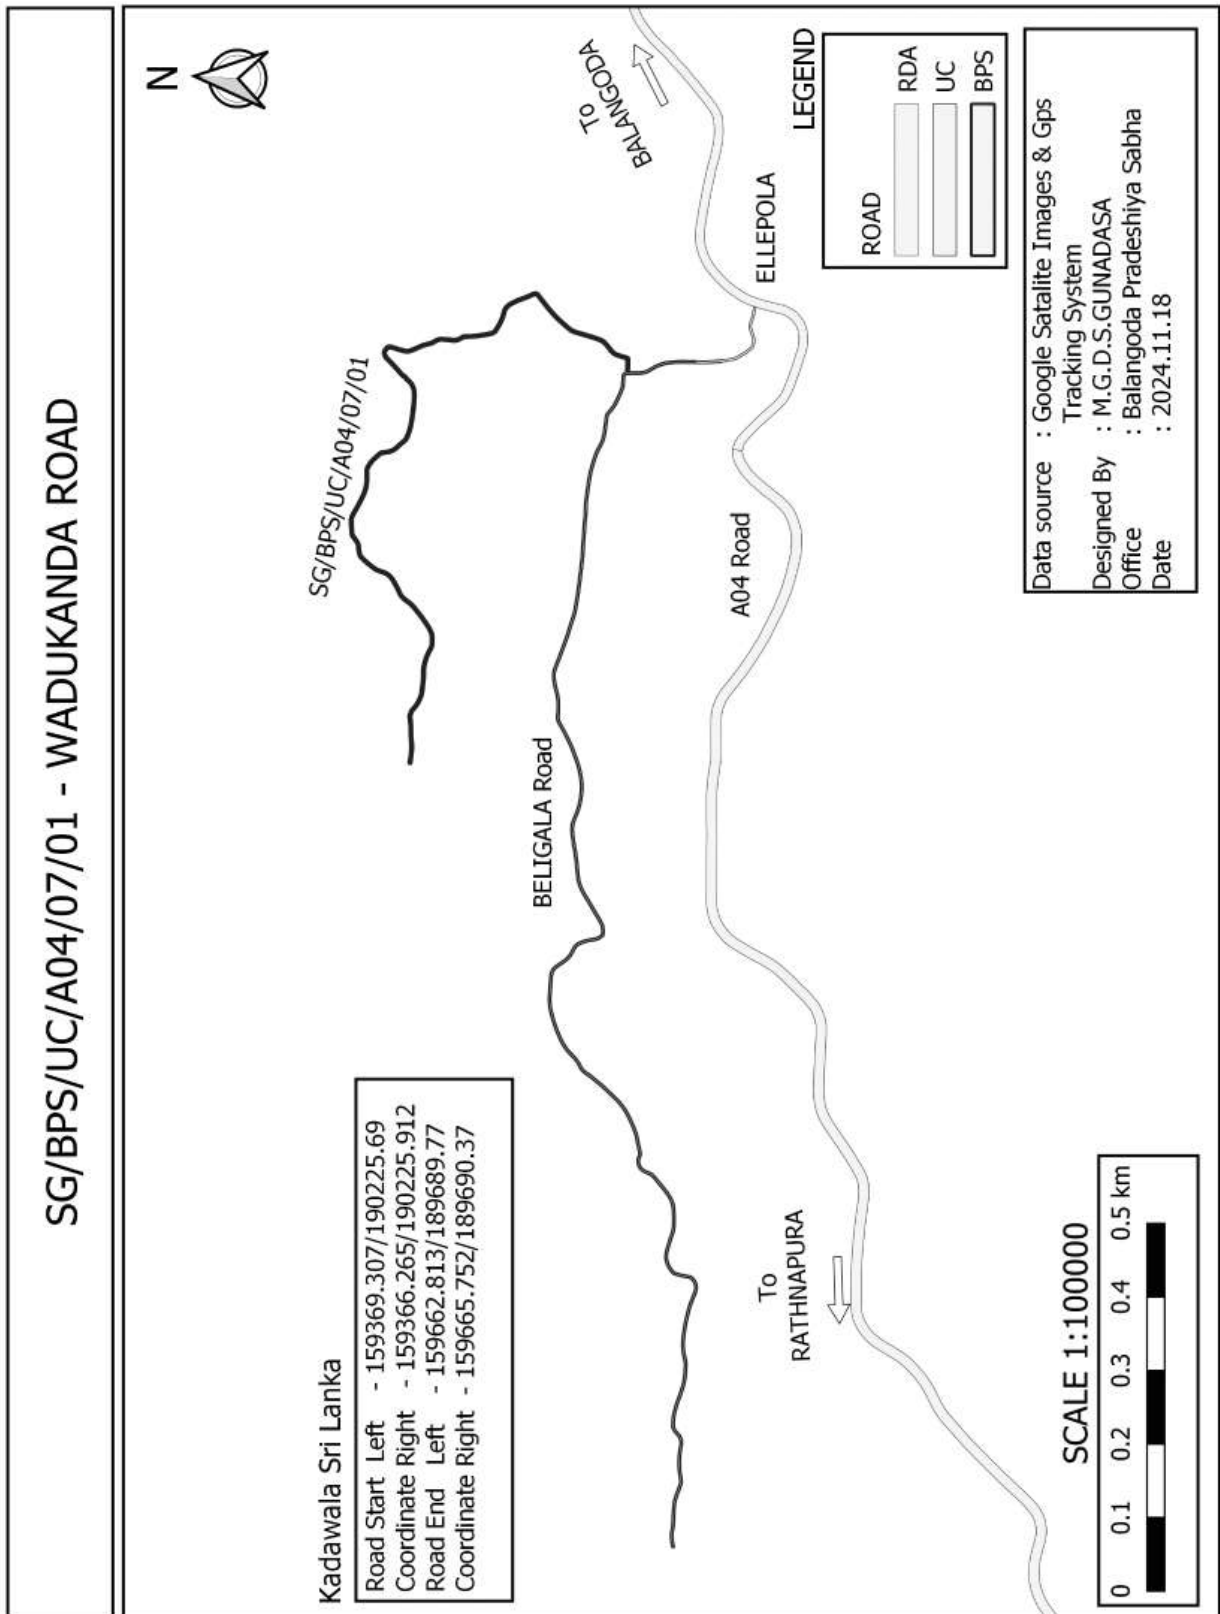 SG/BPS/UC/A04/07/01 - WADUKANDA ROAD
N
To
BALANGODA
SG/BPS/UC/A04/07/01
ELLEPOLA
A04 Road
BELIGALA Road
To
RATHNAPURA
LEGEND
ROAD
RDA
UC
BPS
Kadawala Sri Lanka
Road Start Left - 159369.307/190225.69
Coordinate Right - 159366.265/190225.912
Road End Left - 159662.813/189689.77
Coordinate Right - 159665.752/189690.37
SCALE 1:100000
0 0.1 0.2 0.3 0.4 0.5 km
Data source : Google Satalite Images & Gps
Tracking System
Designed By : M.G.D.S.GUNADASA
Office : Balangoda Pradeshiya Sabha
Date : 2024.11.18